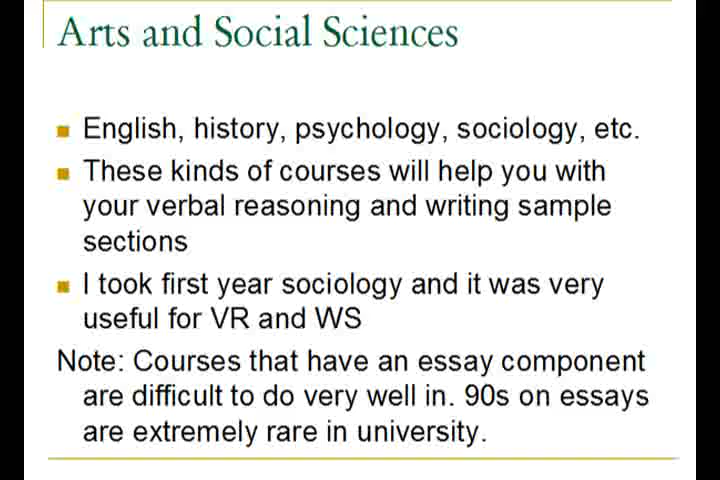 Arts and Social Sciences
English, history, psychology, sociology, etc.
These kinds of courses will help you with
your verbal reasoning and writing sample
sections
I took first year sociology and it was very
useful for VR and WS
Note: Courses that have an essay component
are difficult to do very well in. 90s on essays
are extremely rare in university.